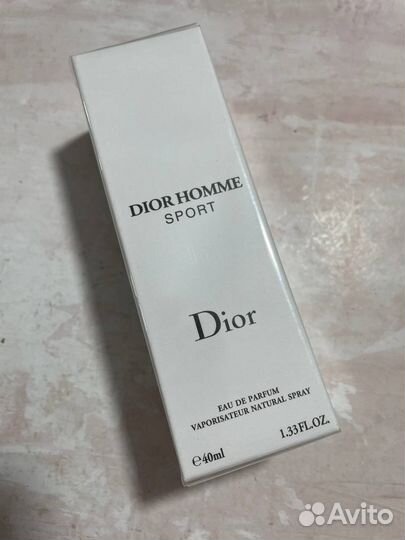 DIOR HOMME
SPORT
Dior
EAU DE PARFUM
VAPORISATEUR NATURAL SPRAY
℮40ml 1.33FL.OZ.
Avito